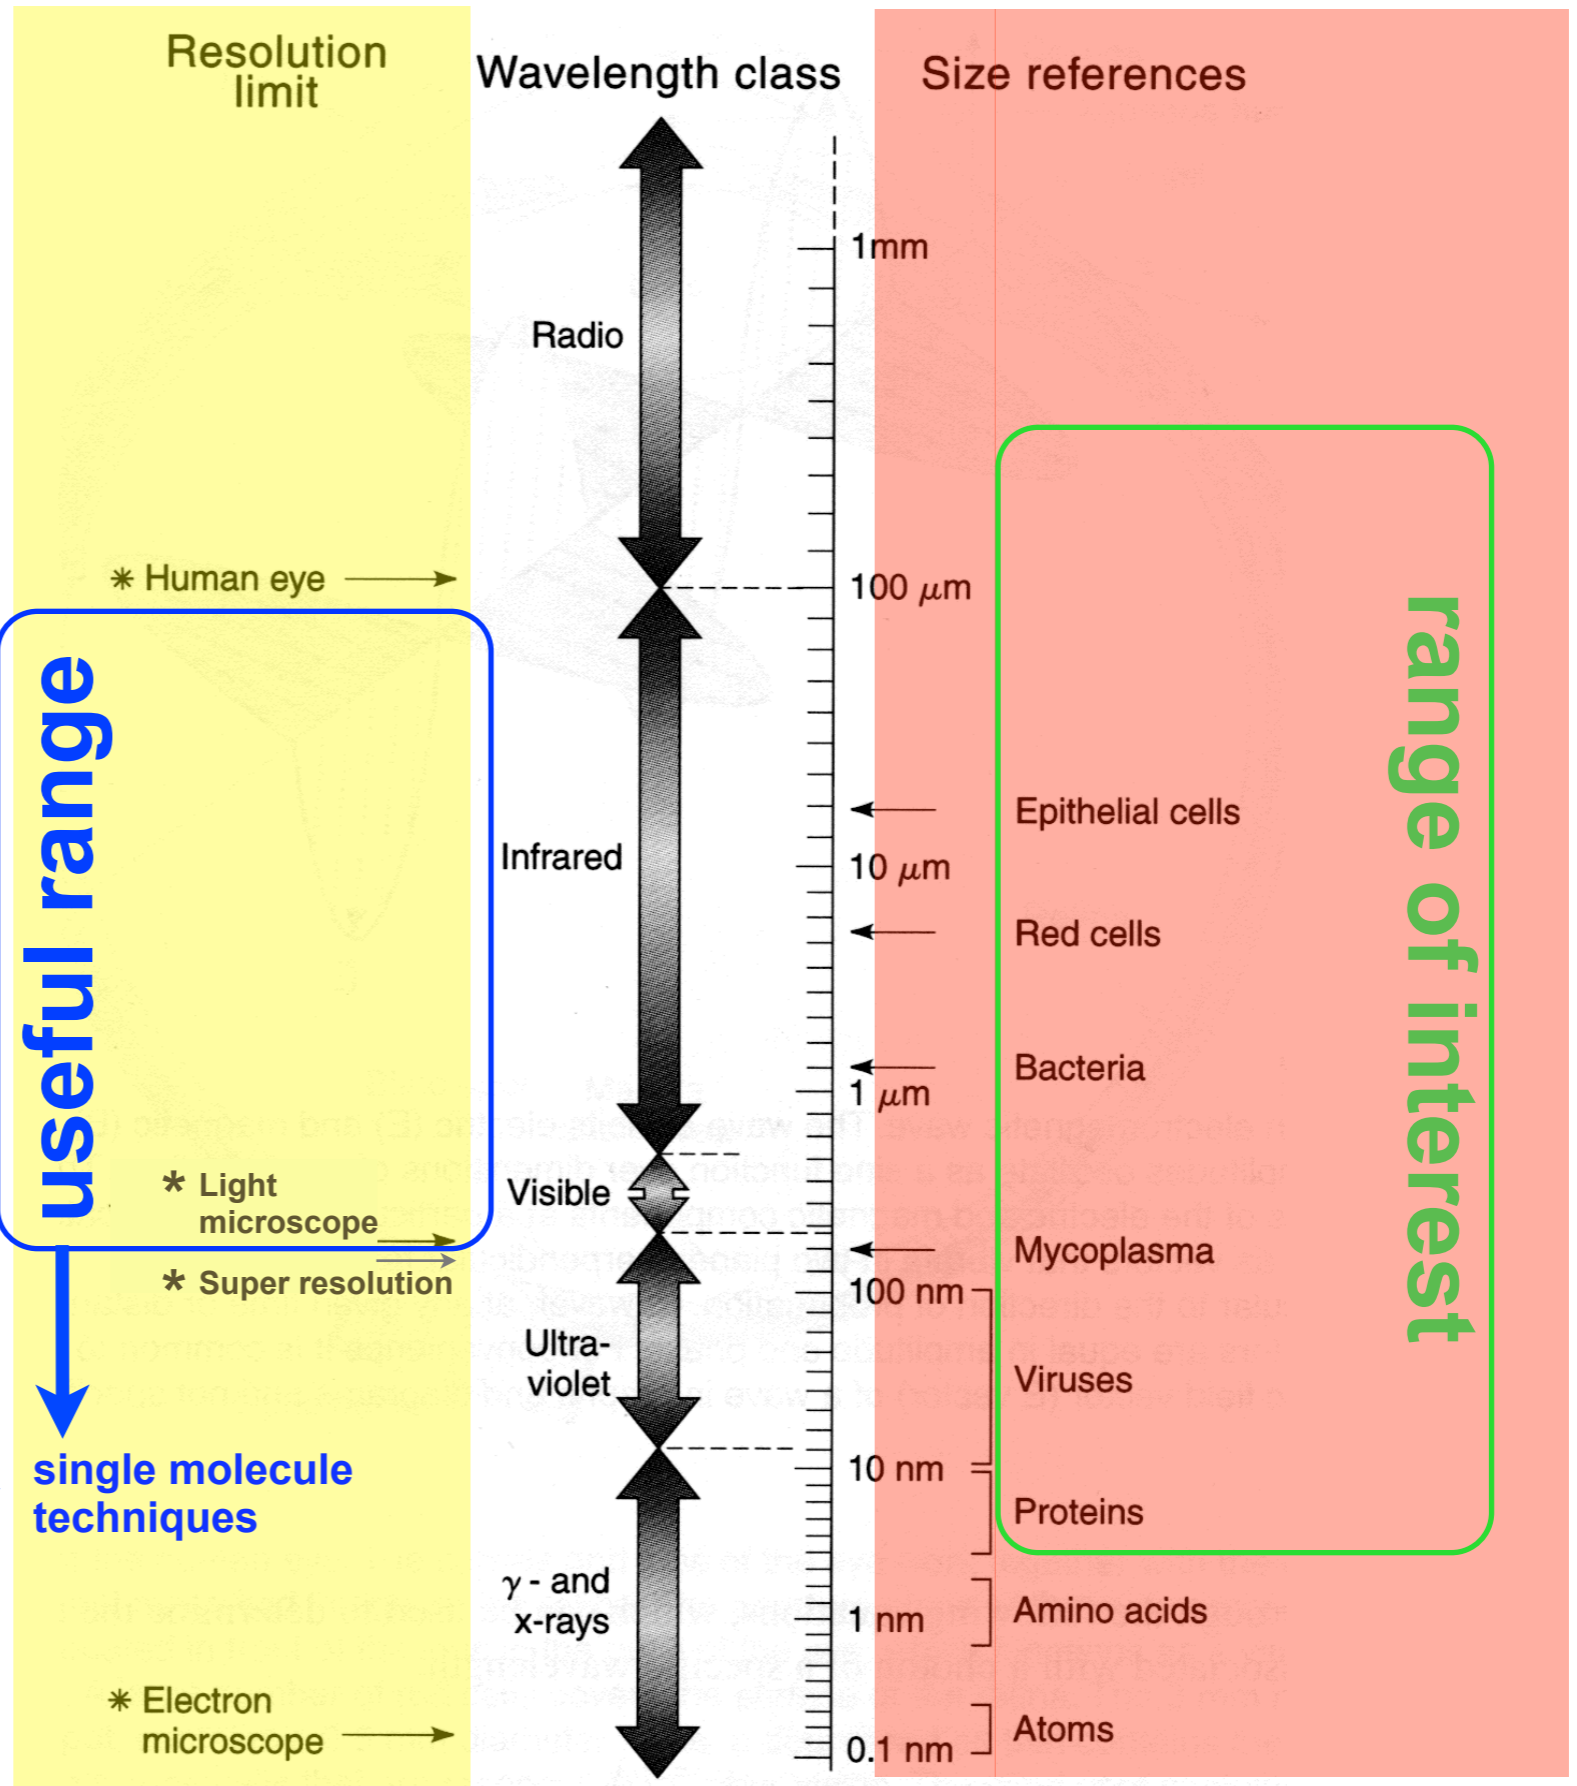 Resolution
limit
Wavelength class
Size references
1mm
Radio
* Human eye
100 μm
useful range
range of interest
Epithelial cells
Infrared
10 μm
Red cells
Bacteria
1 μm
* Light
microscope
Visible
Mycoplasma
* Super resolution
100 nm
Ultra-
violet
Viruses
single molecule
techniques
10 nm
Proteins
γ - and
x-rays
1 nm
Amino acids
* Electron
microscope
Atoms
0.1 nm